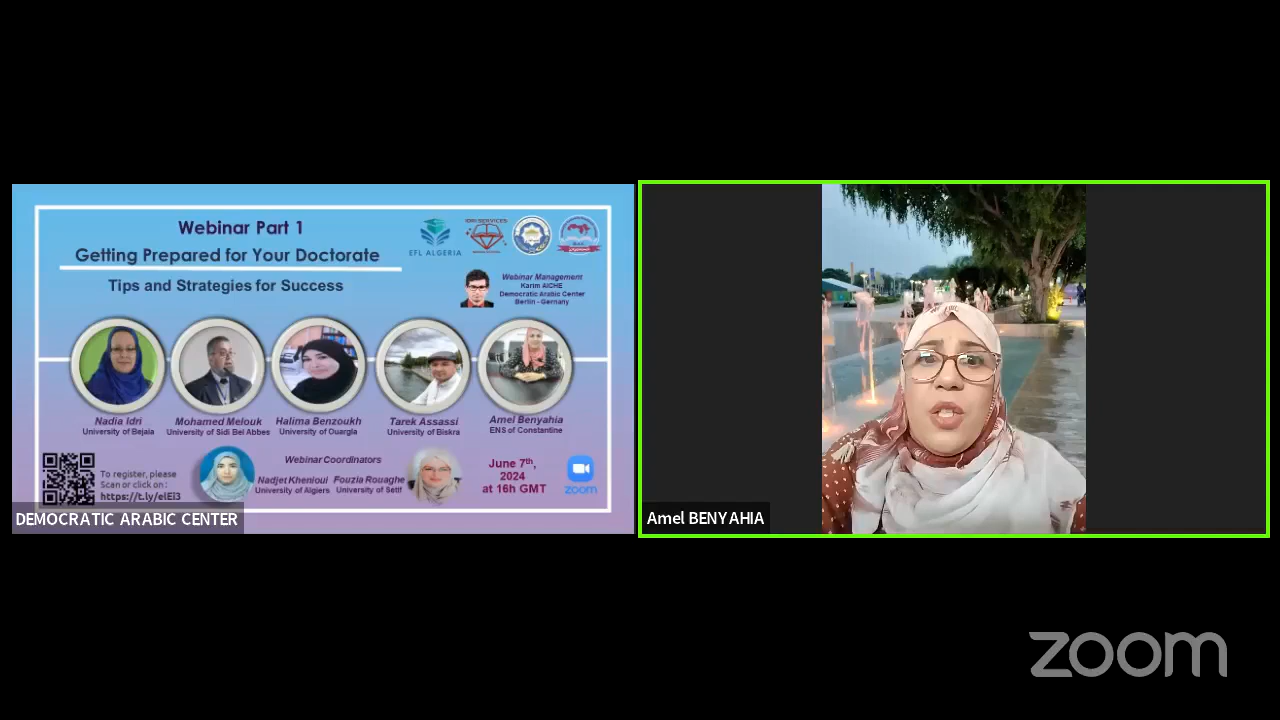 Webinar Part 1
Getting Prepared for Your Doctorate
Tips and Strategies for Success
EFL ALGERIA
IDRI SERVICES
Webinar Management
Karim AICHE
Democratic Arabic Center
Berlin - Gernany
Nadia Idri
University of Bejaia
Mohamed Melouk
University of Sidi Bel Abbes
Halima Benzoukh
University of Ouargla
Tarek Assassi
University of Biskra
Amel Benyahia
ENS of Constantine
To register, please
Scan or click on:
https://t.ly/elEi3
Webinar Coordinators
Nadjet Khenioui
University of Algiers
Fouzia Rouaghe
University of Setif
June 7th,
2024
at 16h GMT
zoom
DEMOCRATIC ARABIC CENTER
Amel BENYAHIA
zoom